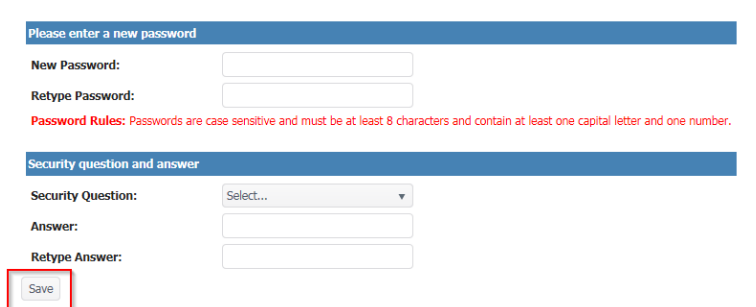 Please enter a new password
New Password:
Retype Password:
Password Rules: Passwords are case sensitive and must be at least 8 characters and contain at least one capital letter and one number.
Security question and answer
Security Question: Select...
Answer:
Retype Answer:
Save